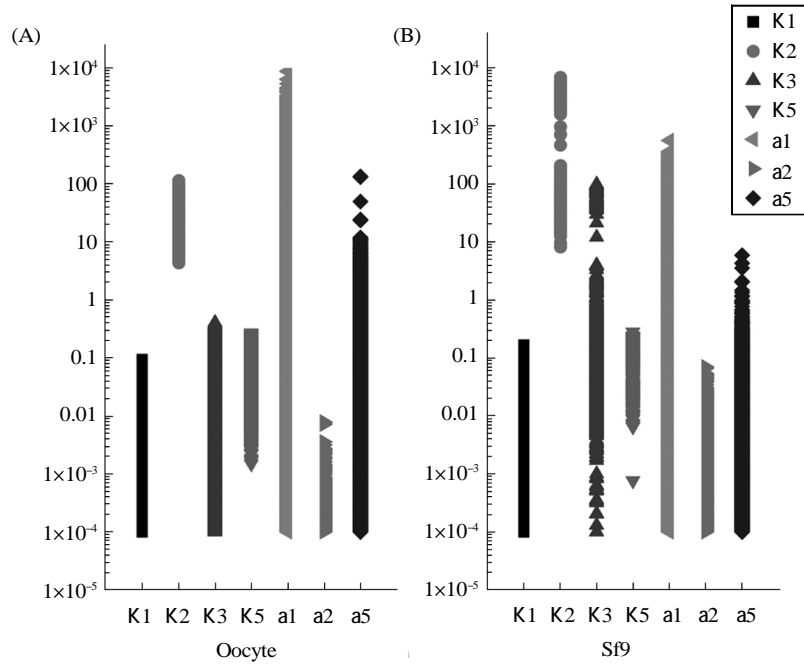 (A)
1×10⁴
1×10³
100
10
1
0.1
0.01
1×10⁻³
1×10⁻⁴
1×10⁻⁵
K1 K2 K3 K5 a1 a2 a5
Oocyte
(B)
1×10⁴
1×10³
100
10
1
0.1
0.01
1×10⁻³
1×10⁻⁴
1×10⁻⁵
K1 K2 K3 K5 a1 a2 a5
Sf9
K1
K2
K3
K5
a1
a2
a5